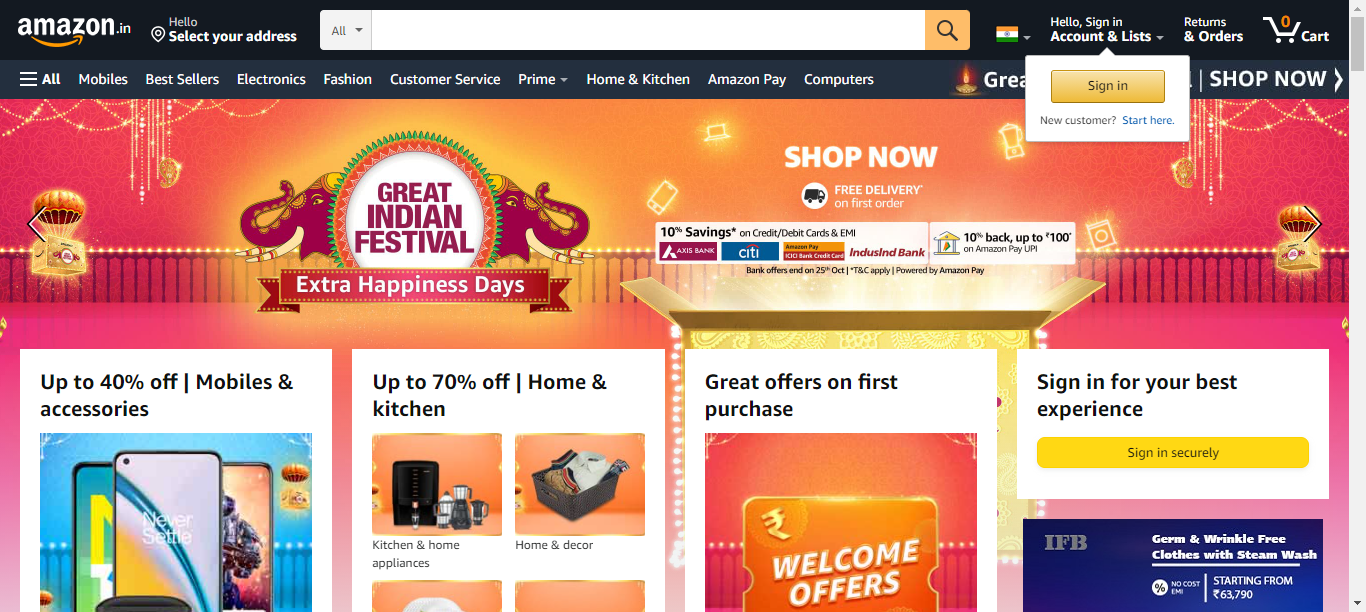 amazon.in
Hello
Select your address
All
Hello, Sign in
Account & Lists
Returns
& Orders
0
Cart
All
Mobiles
Best Sellers
Electronics
Fashion
Customer Service
Prime
Home & Kitchen
Amazon Pay
Computers
| SHOP NOW
Sign in
New customer? Start here.
GREAT
INDIAN
FESTIVAL
Extra Happiness Days
SHOP NOW
FREE DELIVERY*
on first order
10% Savings* on Credit/Debit Cards & EMI
AXIS BANK
citi
Amazon Pay
ICICI Bank Credit Card
IndusInd Bank
10% back, up to ₹100*
on Amazon Pay UPI
Bank offers end on 25th Oct | *T&C apply | Powered by Amazon Pay
Up to 40% off | Mobiles &
accessories
Never
Settle
Up to 70% off | Home &
kitchen
Kitchen & home
appliances
Home & decor
Great offers on first
purchase
WELCOME
OFFERS
Sign in for your best
experience
Sign in securely
IFB
Germ & Wrinkle Free
Clothes with Steam Wash
% NO COST
EMI
STARTING FROM
₹63,790